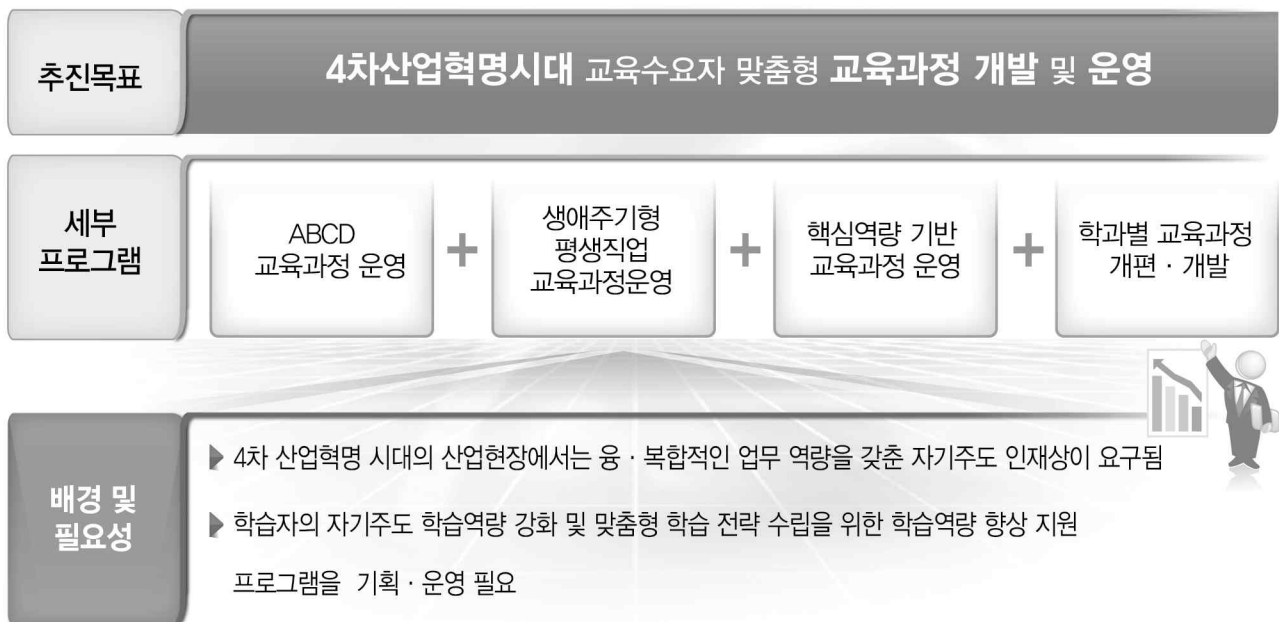 추진목표
4차산업혁명시대 교육수요자 맞춤형 교육과정 개발 및 운영
세부
프로그램
ABCD
교육과정 운영
+
생애주기형
평생직업
교육과정운영
+
핵심역량 기반
교육과정 운영
+
학과별 교육과정
개편 · 개발
배경 및
필요성
▶ 4차 산업혁명 시대의 산업현장에서는 융 · 복합적인 업무 역량을 갖춘 자기주도 인재상이 요구됨
▶ 학습자의 자기주도 학습역량 강화 및 맞춤형 학습 전략 수립을 위한 학습역량 향상 지원
프로그램을 기획 · 운영 필요